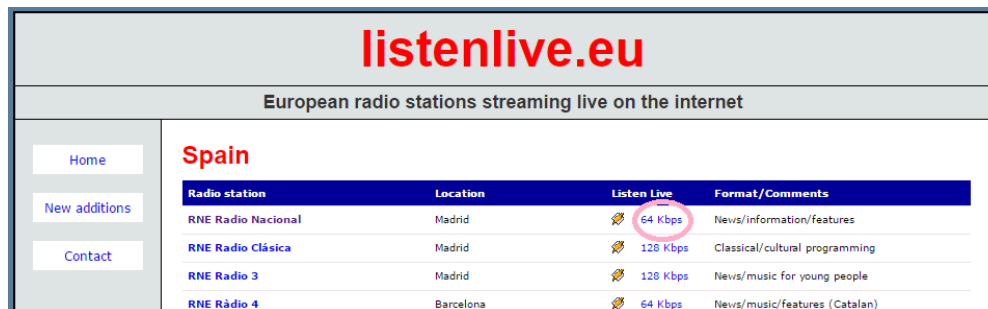 listenlive.eu
European radio stations streaming live on the internet
Home
New additions
Contact
Spain
Radio station Location Listen Live Format/Comments
RNE Radio Nacional Madrid 64 Kbps News/information/features
RNE Radio Clásica Madrid 128 Kbps Classical/cultural programming
RNE Radio 3 Madrid 128 Kbps News/music for young people
RNE Ràdio 4 Barcelona 64 Kbps News/music/features (Catalan)